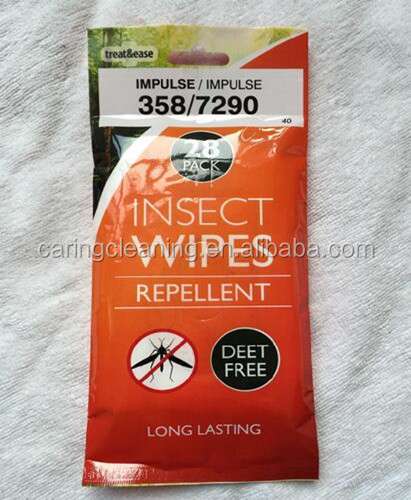 treat&ease
IMPULSE / IMPULSE
358/7290
40
28
PACK
INSECT
WIPES
caringcleaning.en.alibaba.com
REPELLENT
DEET
FREE
LONG LASTING